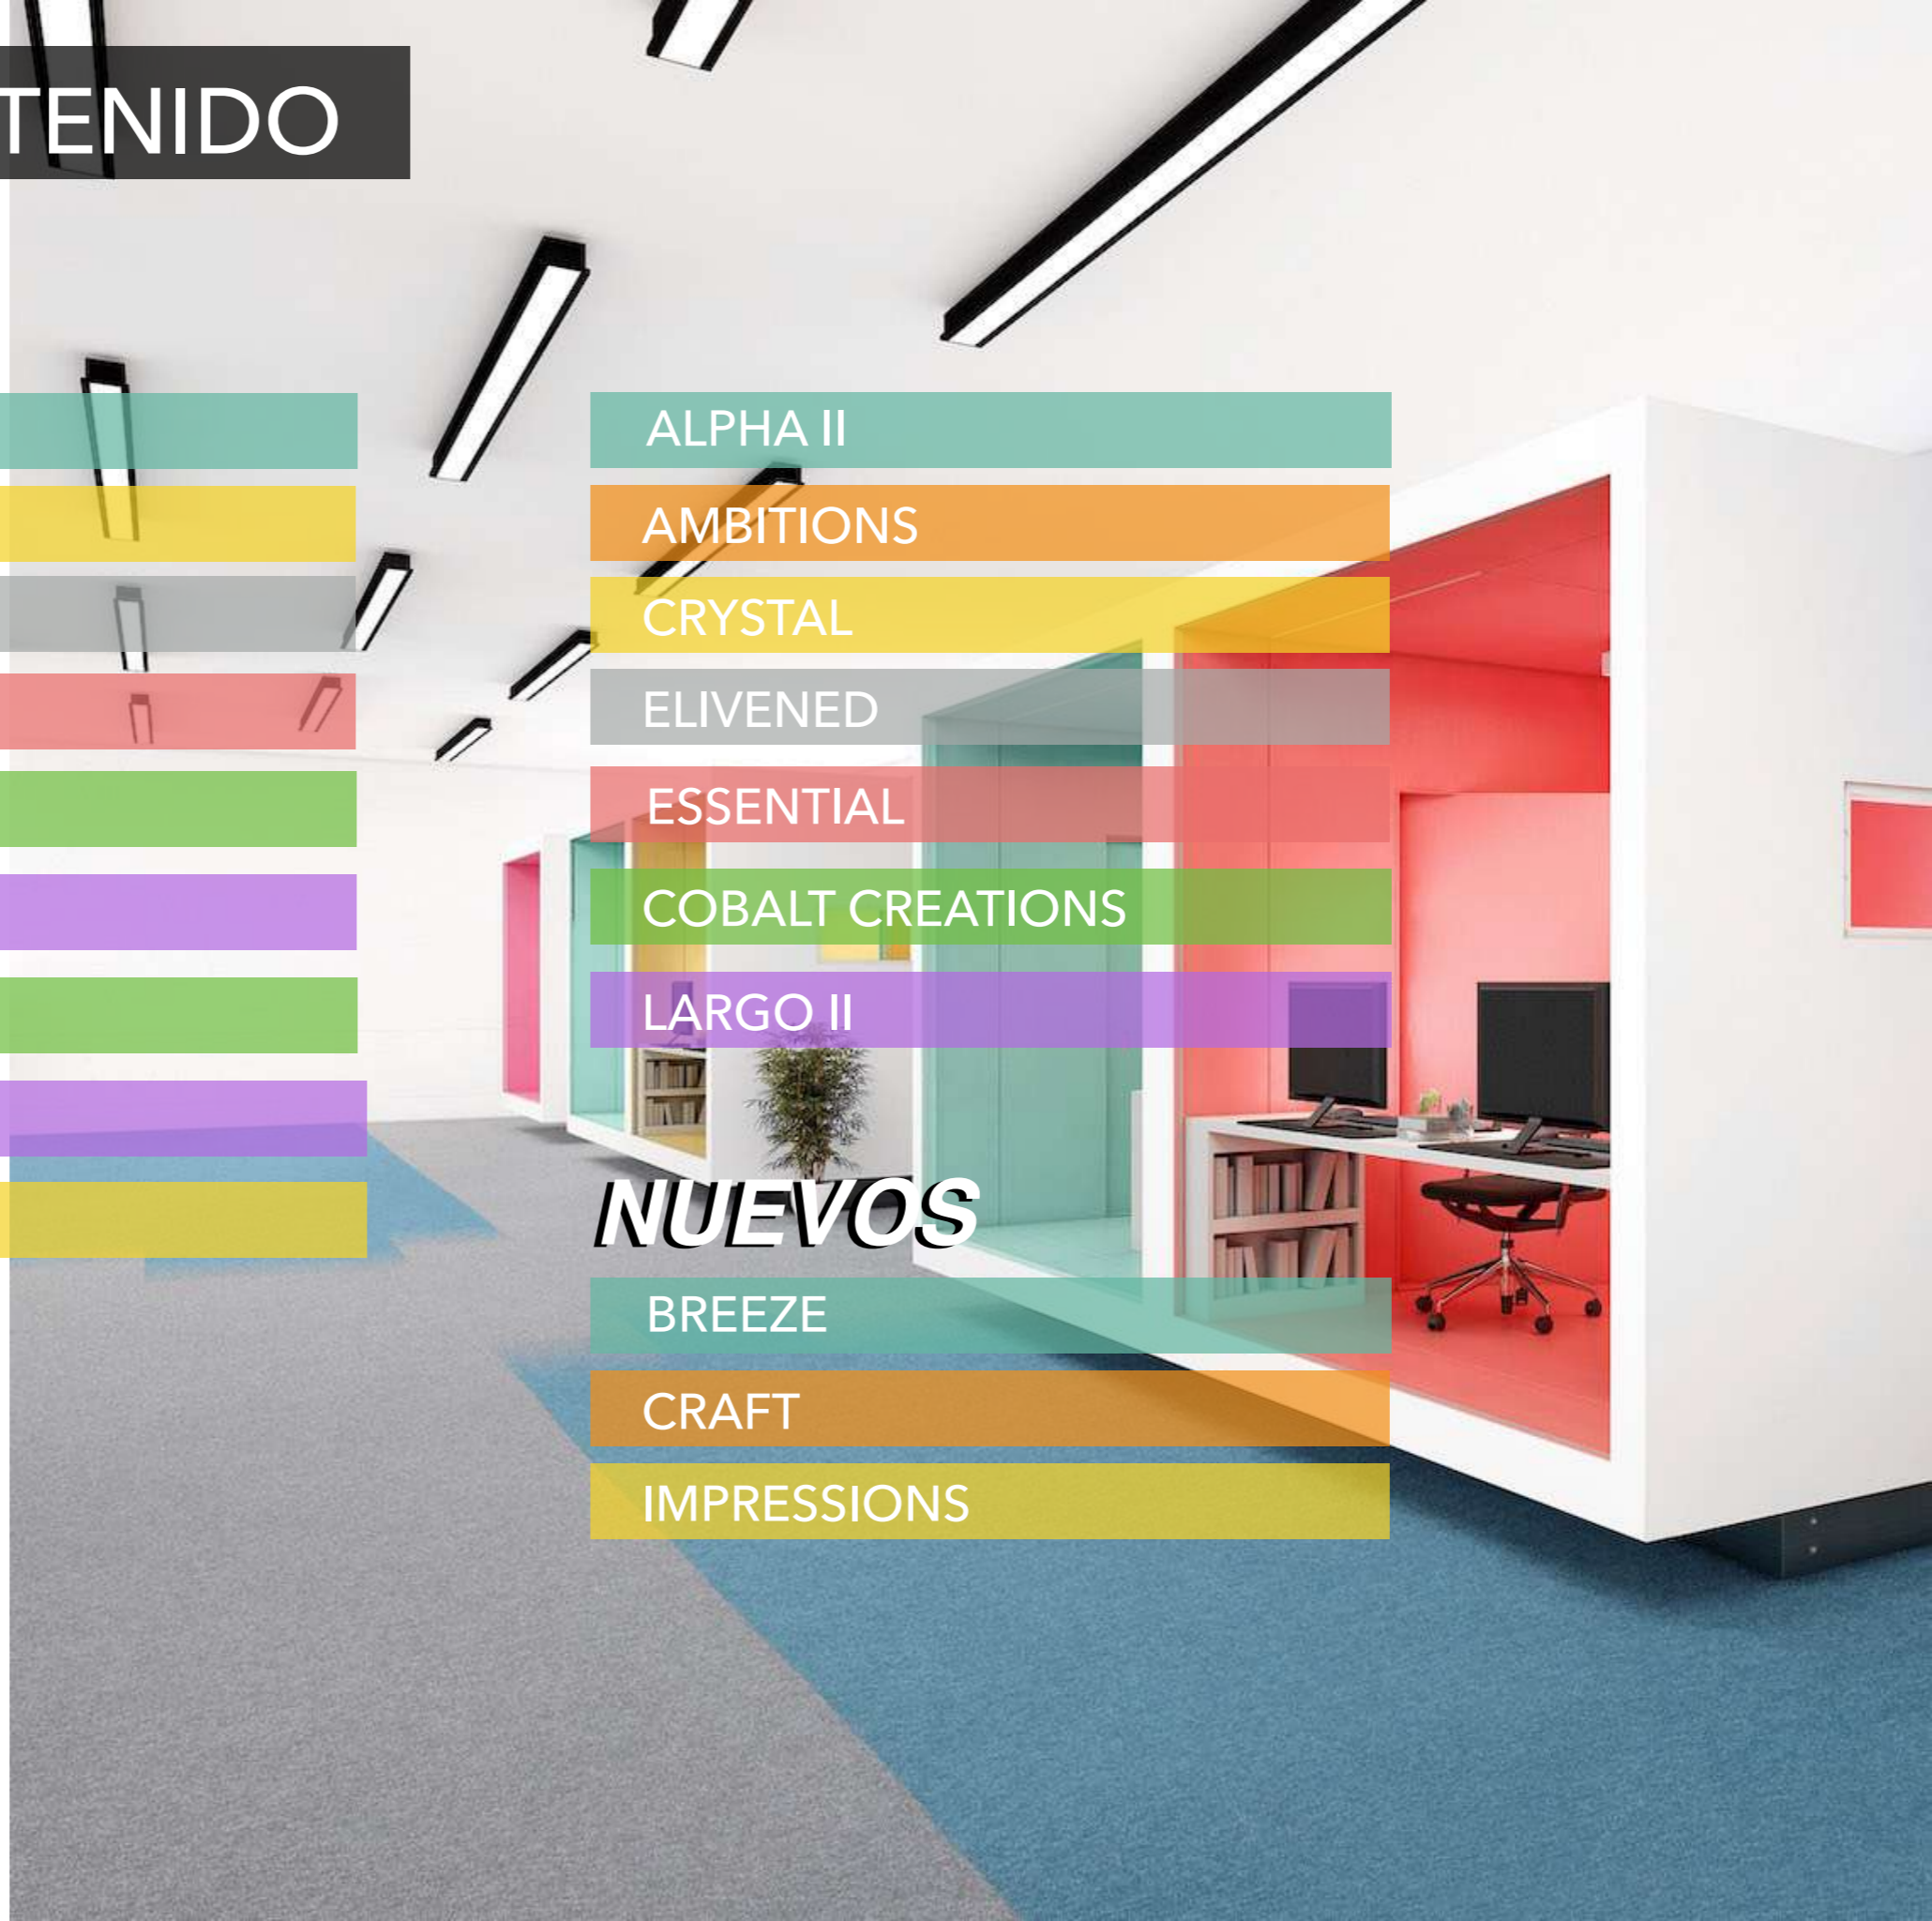 TENIDO
ALPHA II
AMBITIONS
CRYSTAL
ELIVENED
ESSENTIAL
COBALT CREATIONS
LARGO II
NUEVOS
BREEZE
CRAFT
IMPRESSIONS